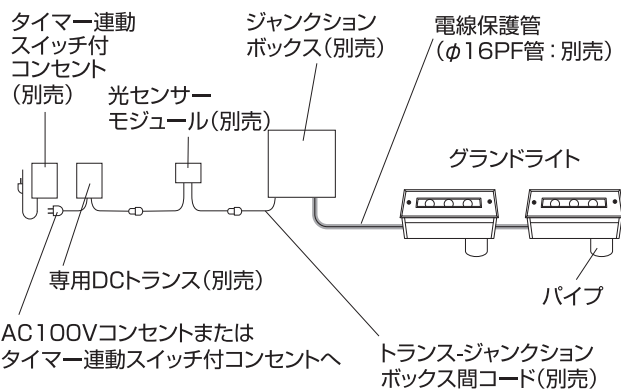 タイマー連動
スイッチ付
コンセント
(別売)
光センサー
モジュール(別売)
ジャンクション
ボックス(別売)
電線保護管
(φ16PF管:別売)
グランドライト
専用DCトランス(別売)
パイプ
AC100Vコンセントまたは
タイマー連動スイッチ付コンセントへ
トランス-ジャンクション
ボックス間コード(別売)